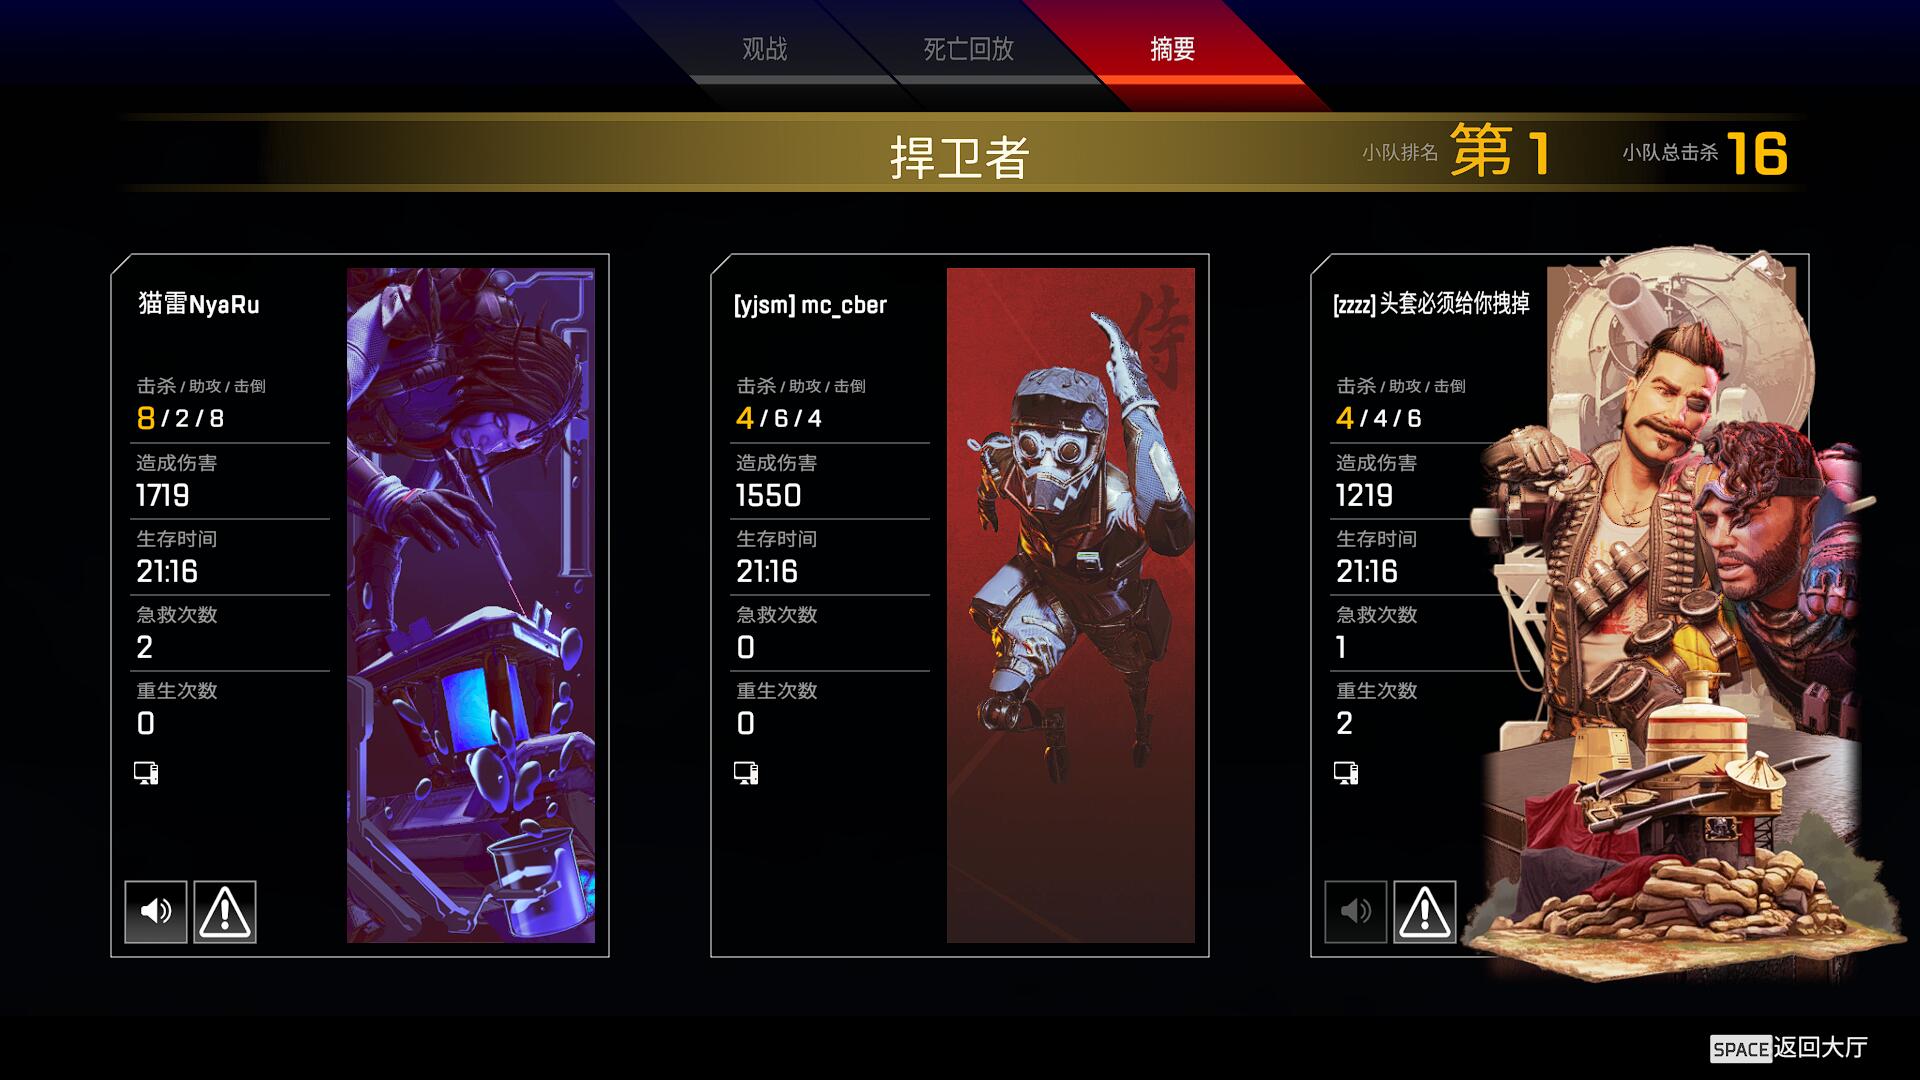 观战
死亡回放
摘要
捍卫者
小队排名 第 1
小队总击杀 16
猫雷NyaRu
击杀 / 助攻 / 击倒
8 / 2 / 8
造成伤害
1719
生存时间
21:16
急救次数
2
重生次数
0
[yjsm] mc_cber
击杀 / 助攻 / 击倒
4 / 6 / 4
造成伤害
1550
生存时间
21:16
急救次数
0
重生次数
0
侍
[zzzz] 头套必须给你拽掉
击杀 / 助攻 / 击倒
4 / 4 / 6
造成伤害
1219
生存时间
21:16
急救次数
1
重生次数
2
SPACE 返回大厅